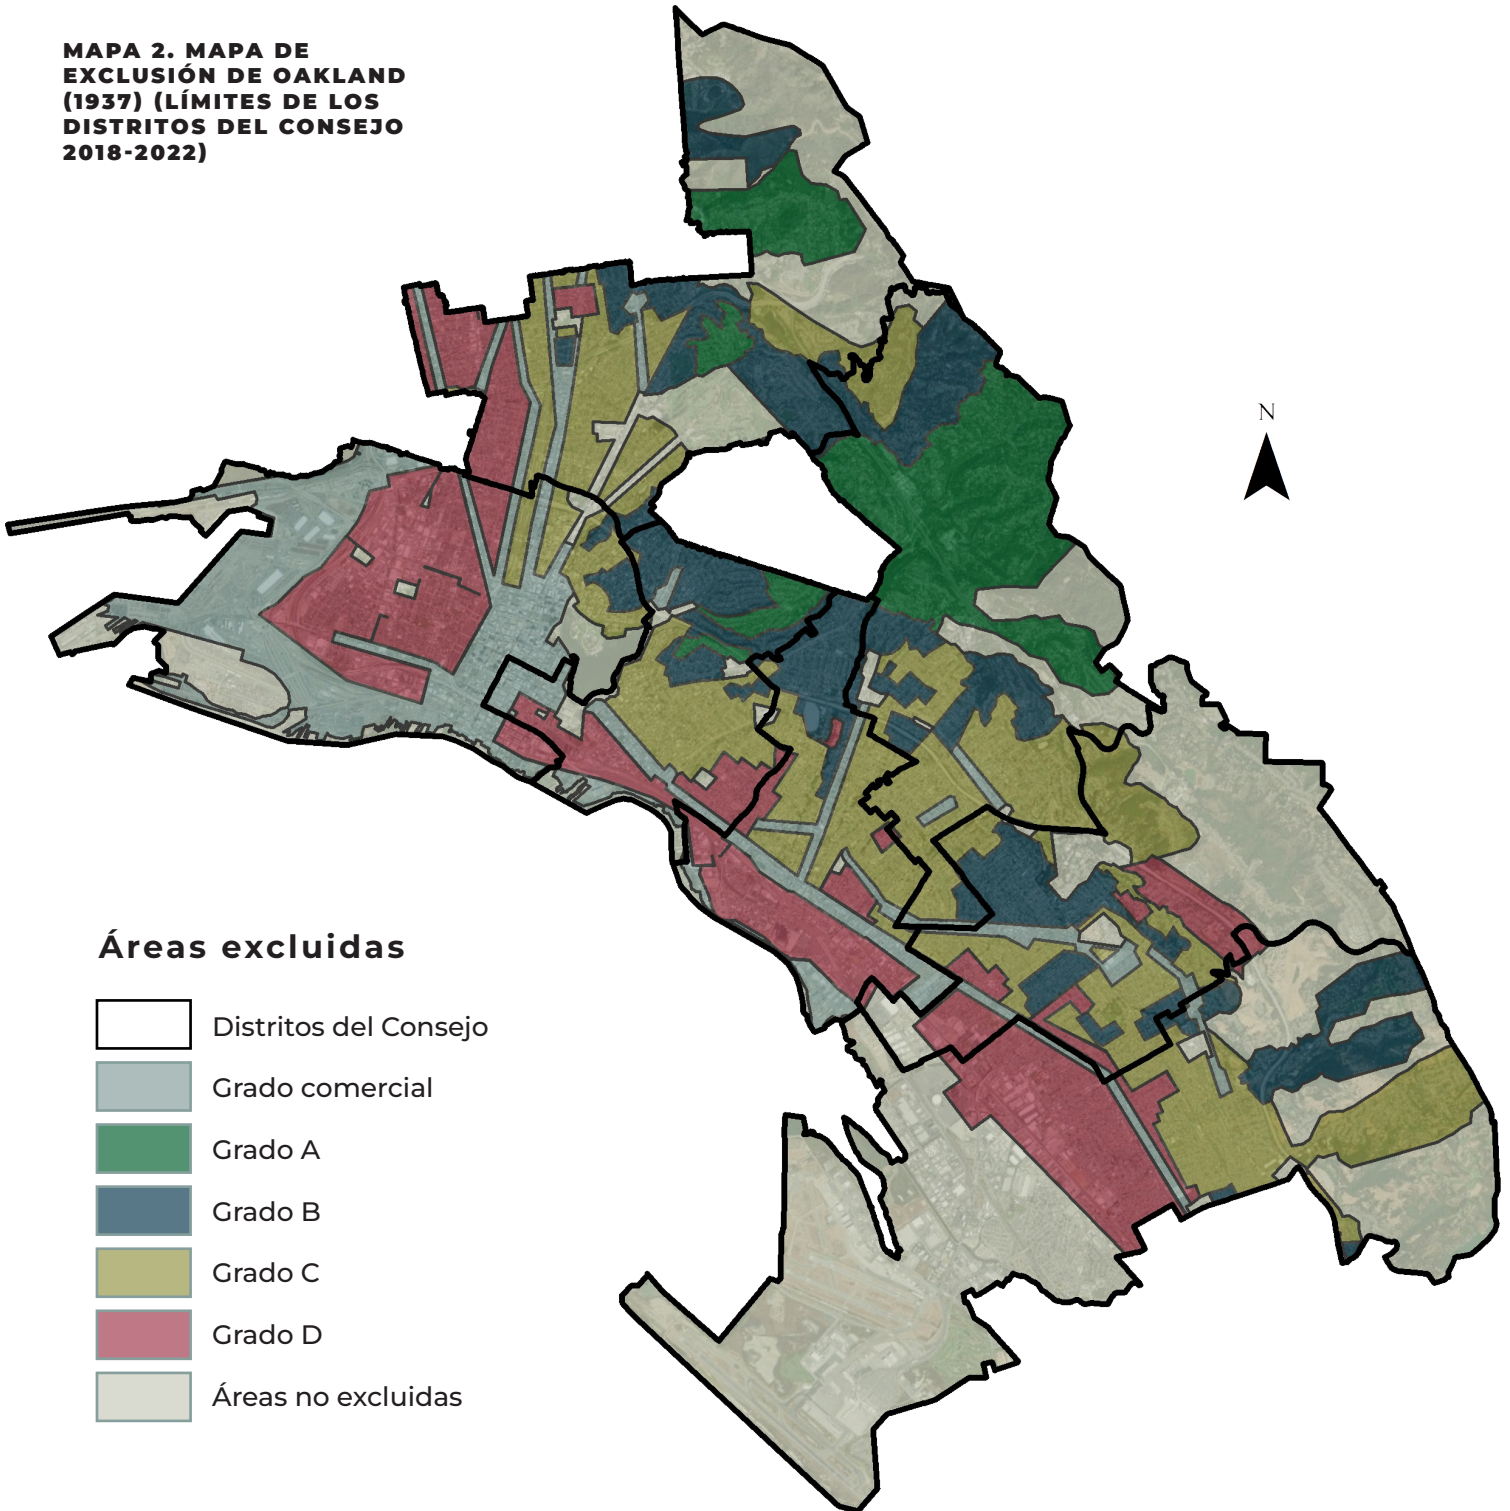 MAPA 2. MAPA DE
EXCLUSIÓN DE OAKLAND
(1937) (LÍMITES DE LOS
DISTRITOS DEL CONSEJO
2018-2022)
N
Áreas excluidas
Distritos del Consejo
Grado comercial
Grado A
Grado B
Grado C
Grado D
Áreas no excluidas